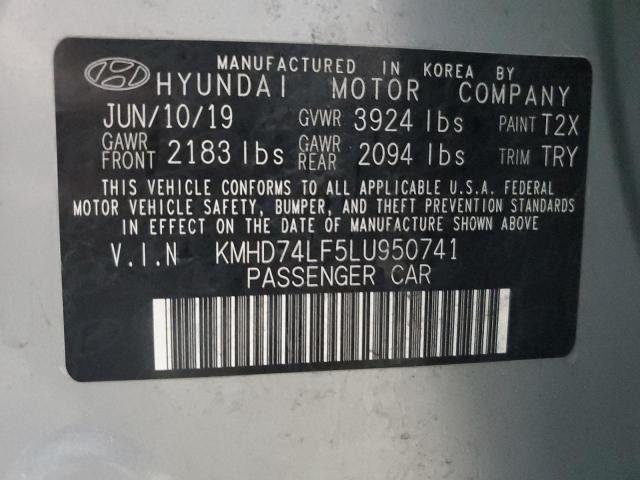 MANUFACTURED IN KOREA BY
HYUNDAI MOTOR COMPANY
JUN/10/19 GVWR 3924 lbs PAINT T2X
GAWR FRONT 2183 lbs GAWR REAR 2094 lbs TRIM TRY
THIS VEHICLE CONFORMS TO ALL APPLICABLE U.S.A. FEDERAL
MOTOR VEHICLE SAFETY, BUMPER, AND THEFT PREVENTION STANDARDS
IN EFFECT ON THE DATE OF MANUFACTURE SHOWN ABOVE
V.I.N KMHD74LF5LU950741
PASSENGER CAR